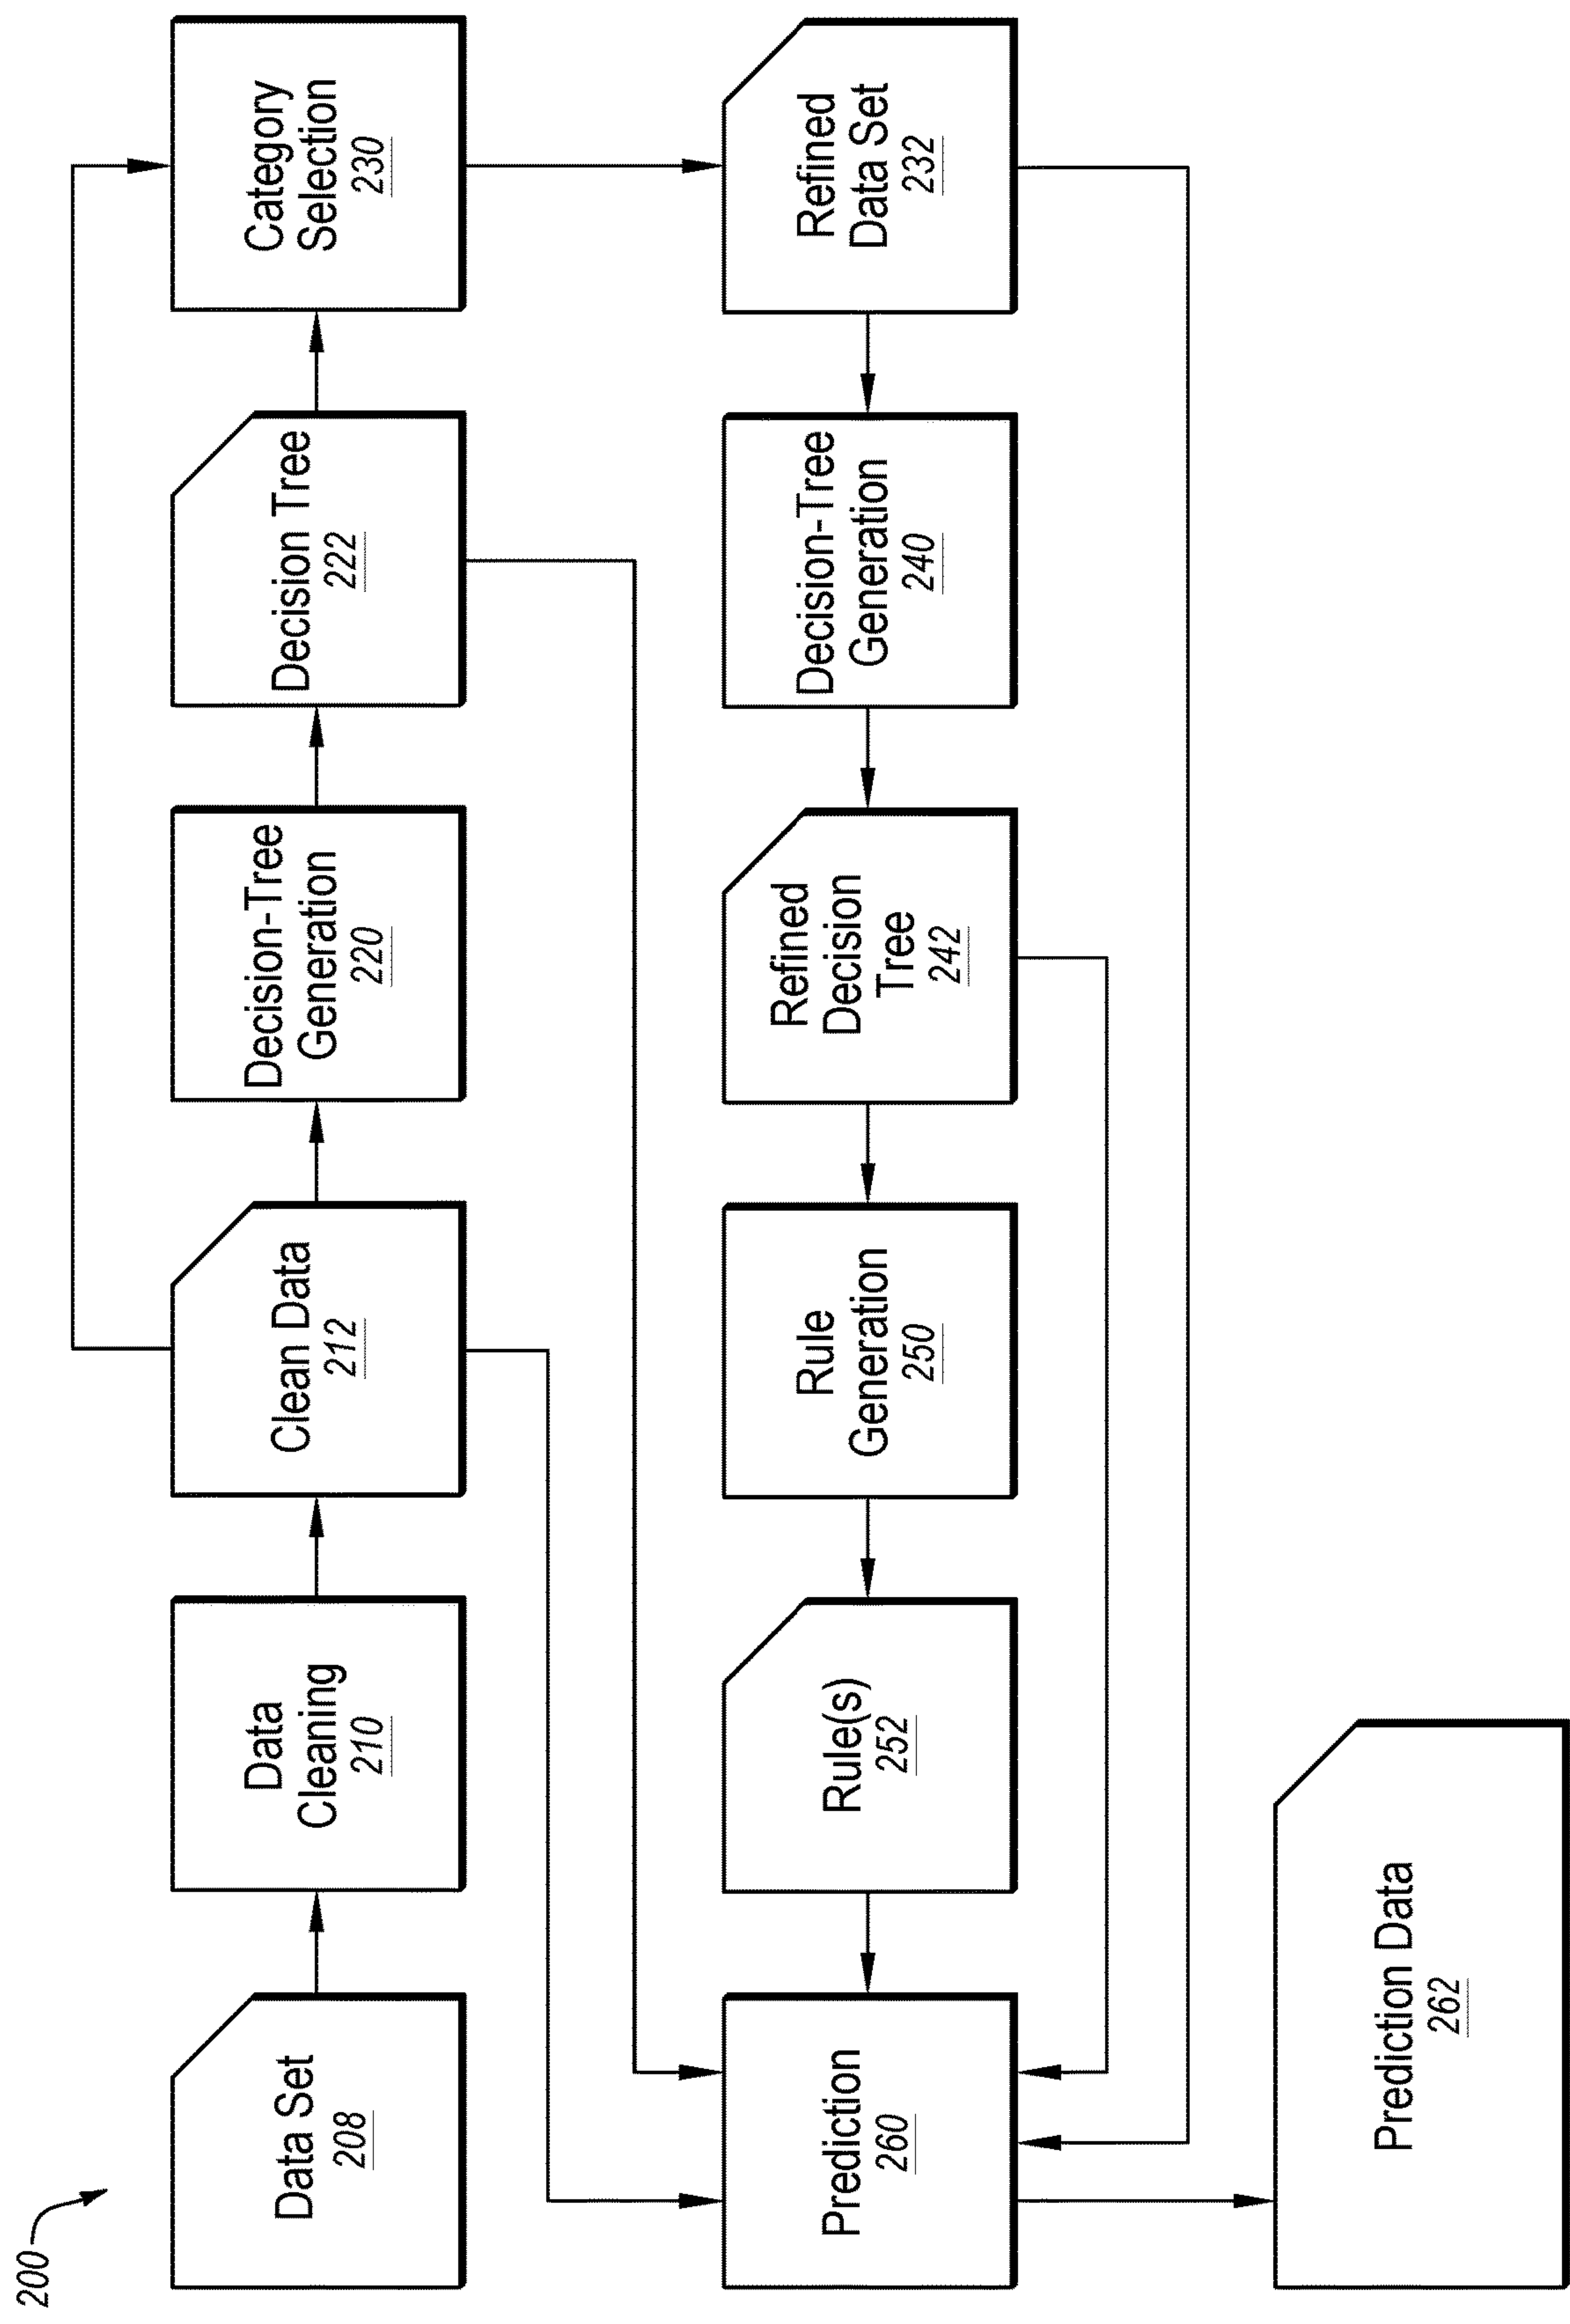 200
Data Set
208
Data
Cleaning
210
Clean Data
212
Decision-Tree
Generation
220
Decision Tree
222
Category
Selection
230
Prediction
260
Rule(s)
252
Rule
Generation
250
Refined
Decision
Tree
242
Decision-Tree
Generation
240
Refined
Data Set
232
Prediction Data
262